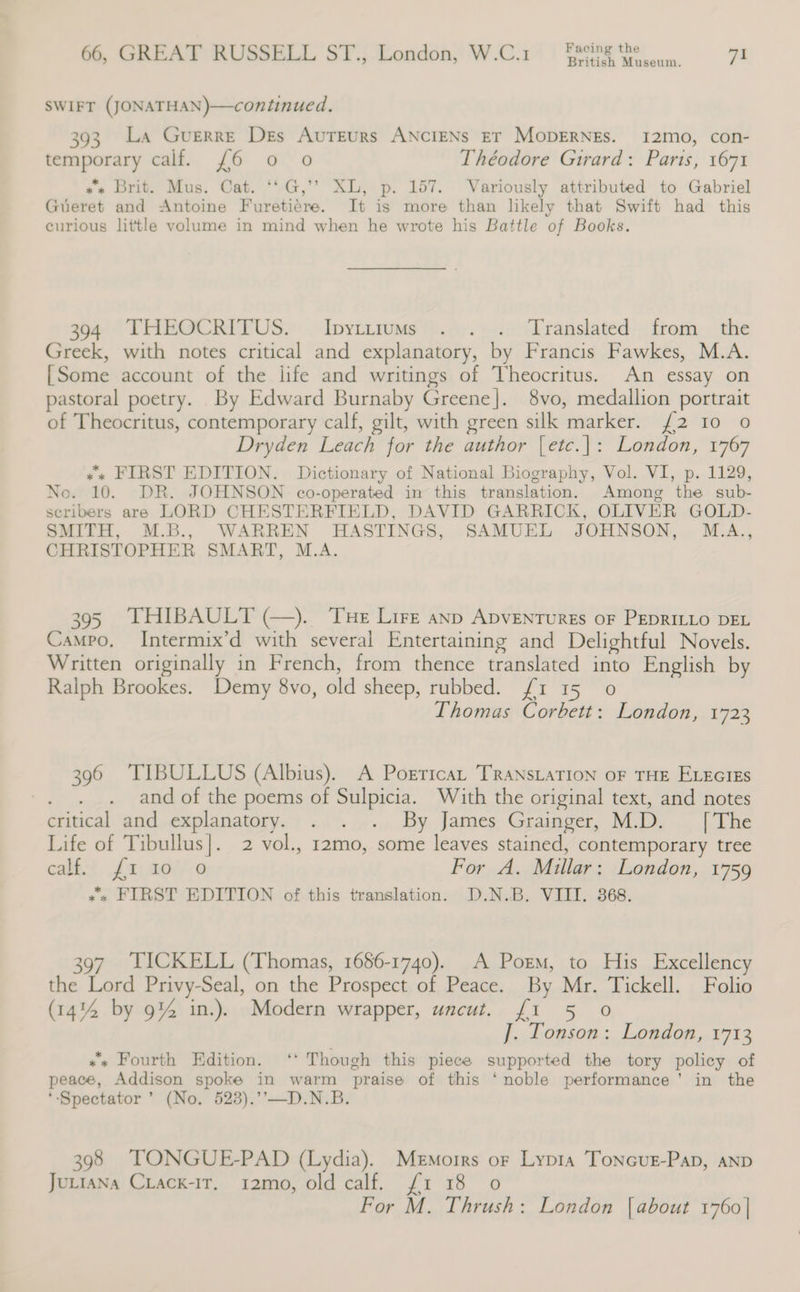 66, GREAT RUSSELL ST., London, W.C.1 Facing the British Museum. 71
SWIFT (JONATHAN)—continued.
393 La Guerre Des Auteurs Anciens et Modernes. 12mo, con-
temporary calf. £6 0 0 Théodore Girard: Paris, 1671
⁂ Brit. Mus. Cat. “G,” XL, p. 157. Variously attributed to Gabriel
Güeret and Antoine Furetière. It is more than likely that Swift had this
curious little volume in mind when he wrote his Battle of Books.
394 THEOCRITUS. Idylliums . . . Translated from the
Greek, with notes critical and explanatory, by Francis Fawkes, M.A.
[Some account of the life and writings of Theocritus. An essay on
pastoral poetry. By Edward Burnaby Greene]. 8vo, medallion portrait
of Theocritus, contemporary calf, gilt, with green silk marker. £2 10 0
Dryden Leach for the author [etc.]: London, 1767
⁂ FIRST EDITION. Dictionary of National Biography, Vol. VI, p. 1129,
No. 10. DR. JOHNSON co-operated in this translation. Among the sub-
scribers are LORD CHESTERFIELD, DAVID GARRICK, OLIVER GOLD-
SMITH, M.B., WARREN HASTINGS, SAMUEL JOHNSON, M.A.,
CHRISTOPHER SMART, M.A.
395 THIBAULT (—). The Life and Adventures of Pedrillo del
Campo. Intermix’d with several Entertaining and Delightful Novels.
Written originally in French, from thence translated into English by
Ralph Brookes. Demy 8vo, old sheep, rubbed. £1 15 0
Thomas Corbett: London, 1723
396 TIBULLUS (Albius). A Poetical Translation of the Elegies
. . . and of the poems of Sulpicia. With the original text, and notes
critical and explanatory. . . . By James Grainger, M.D. [The
Life of Tibullus]. 2 vol., 12mo, some leaves stained, contemporary tree
calf. £1 10 0 For A. Millar: London, 1759
⁂ FIRST EDITION of this translation. D.N.B. VIII. 368.
397 TICKELL (Thomas, 1686-1740). A Poem, to His Excellency
the Lord Privy-Seal, on the Prospect of Peace. By Mr. Tickell. Folio
(14½ by 9½ in.). Modern wrapper, uncut. £1 5 0
J. Tonson: London, 1713
⁂ Fourth Edition. “Though this piece supported the tory policy of
peace, Addison spoke in warm praise of this ‘noble performance’ in the
‘Spectator’ (No. 523).”—D.N.B.
398 TONGUE-PAD (Lydia). Memoirs of Lydia Tongue-Pad, and
Juliana Clack-it. 12mo, old calf. £1 18 0
For M. Thrush: London [about 1760]